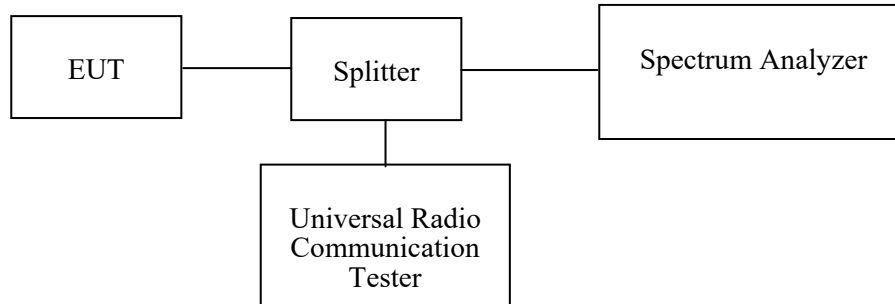 EUT
Splitter
Spectrum Analyzer
Universal Radio
Communication
Tester